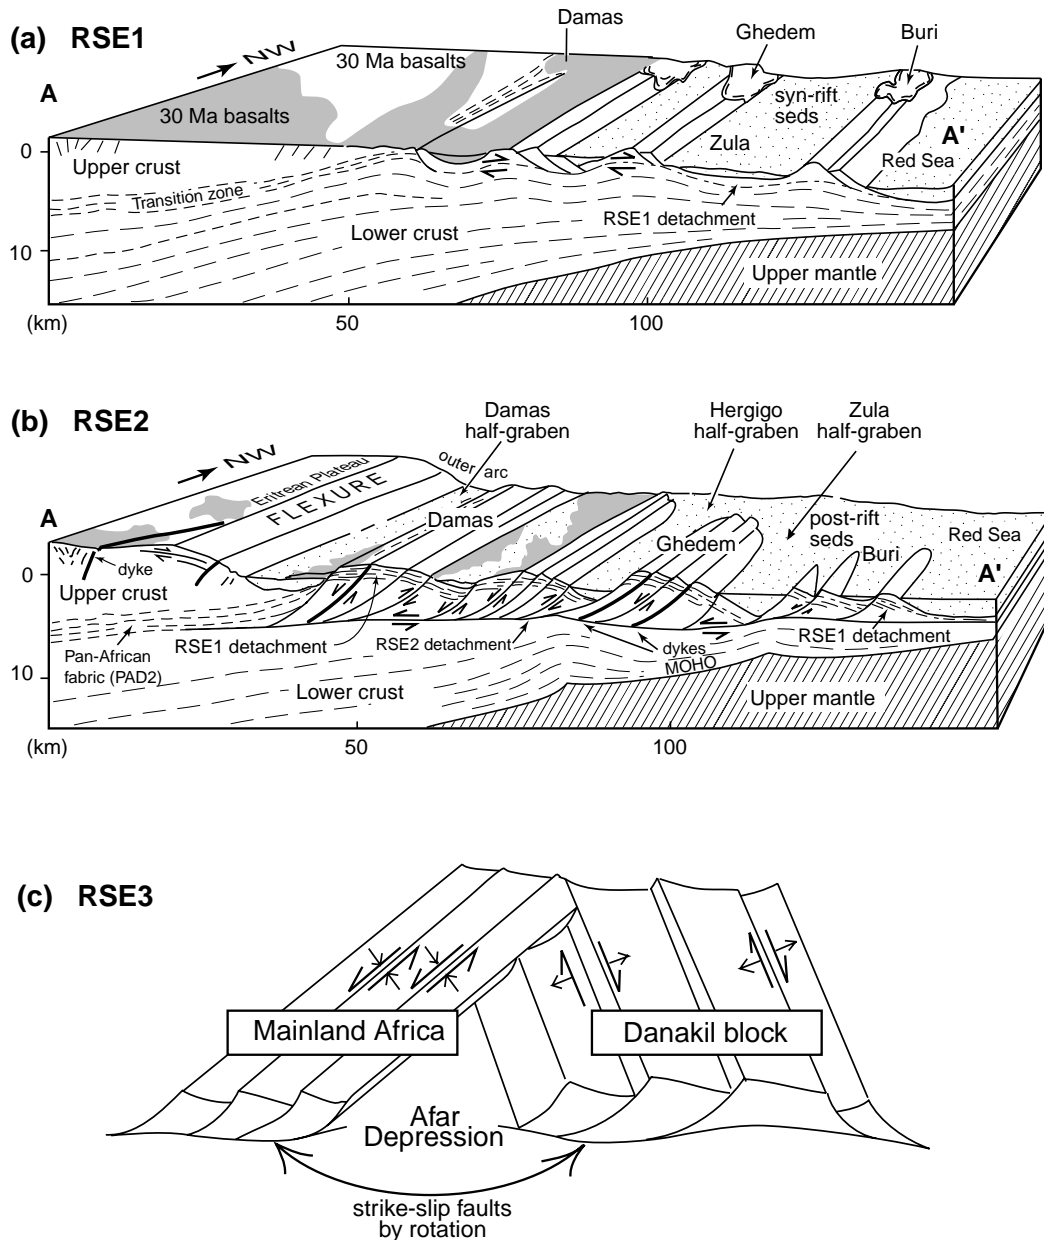 (a) RSE1
Damas
Ghedem
Buri
NW
30 Ma basalts
A
30 Ma basalts
syn-rift
seds
A'
Zula
Red Sea
0
Upper crust
Transition zone
RSE1 detachment
Lower crust
10
Upper mantle
(km)
50
100
(b) RSE2
Damas
half-graben
Hergigo
half-graben
Zula
half-graben
NW
outer arc
Eritrean Plateau
FLEXURE
A
Damas
post-rift
seds
Red Sea
Ghedem
Buri
A'
dyke
0
Upper crust
RSE1 detachment
RSE2 detachment
dykes
RSE1 detachment
Pan-African
fabric (PAD2)
MOHO
10
Lower crust
Upper mantle
(km)
50
100
(c) RSE3
Mainland Africa
Danakil block
Afar
Depression
strike-slip faults
by rotation